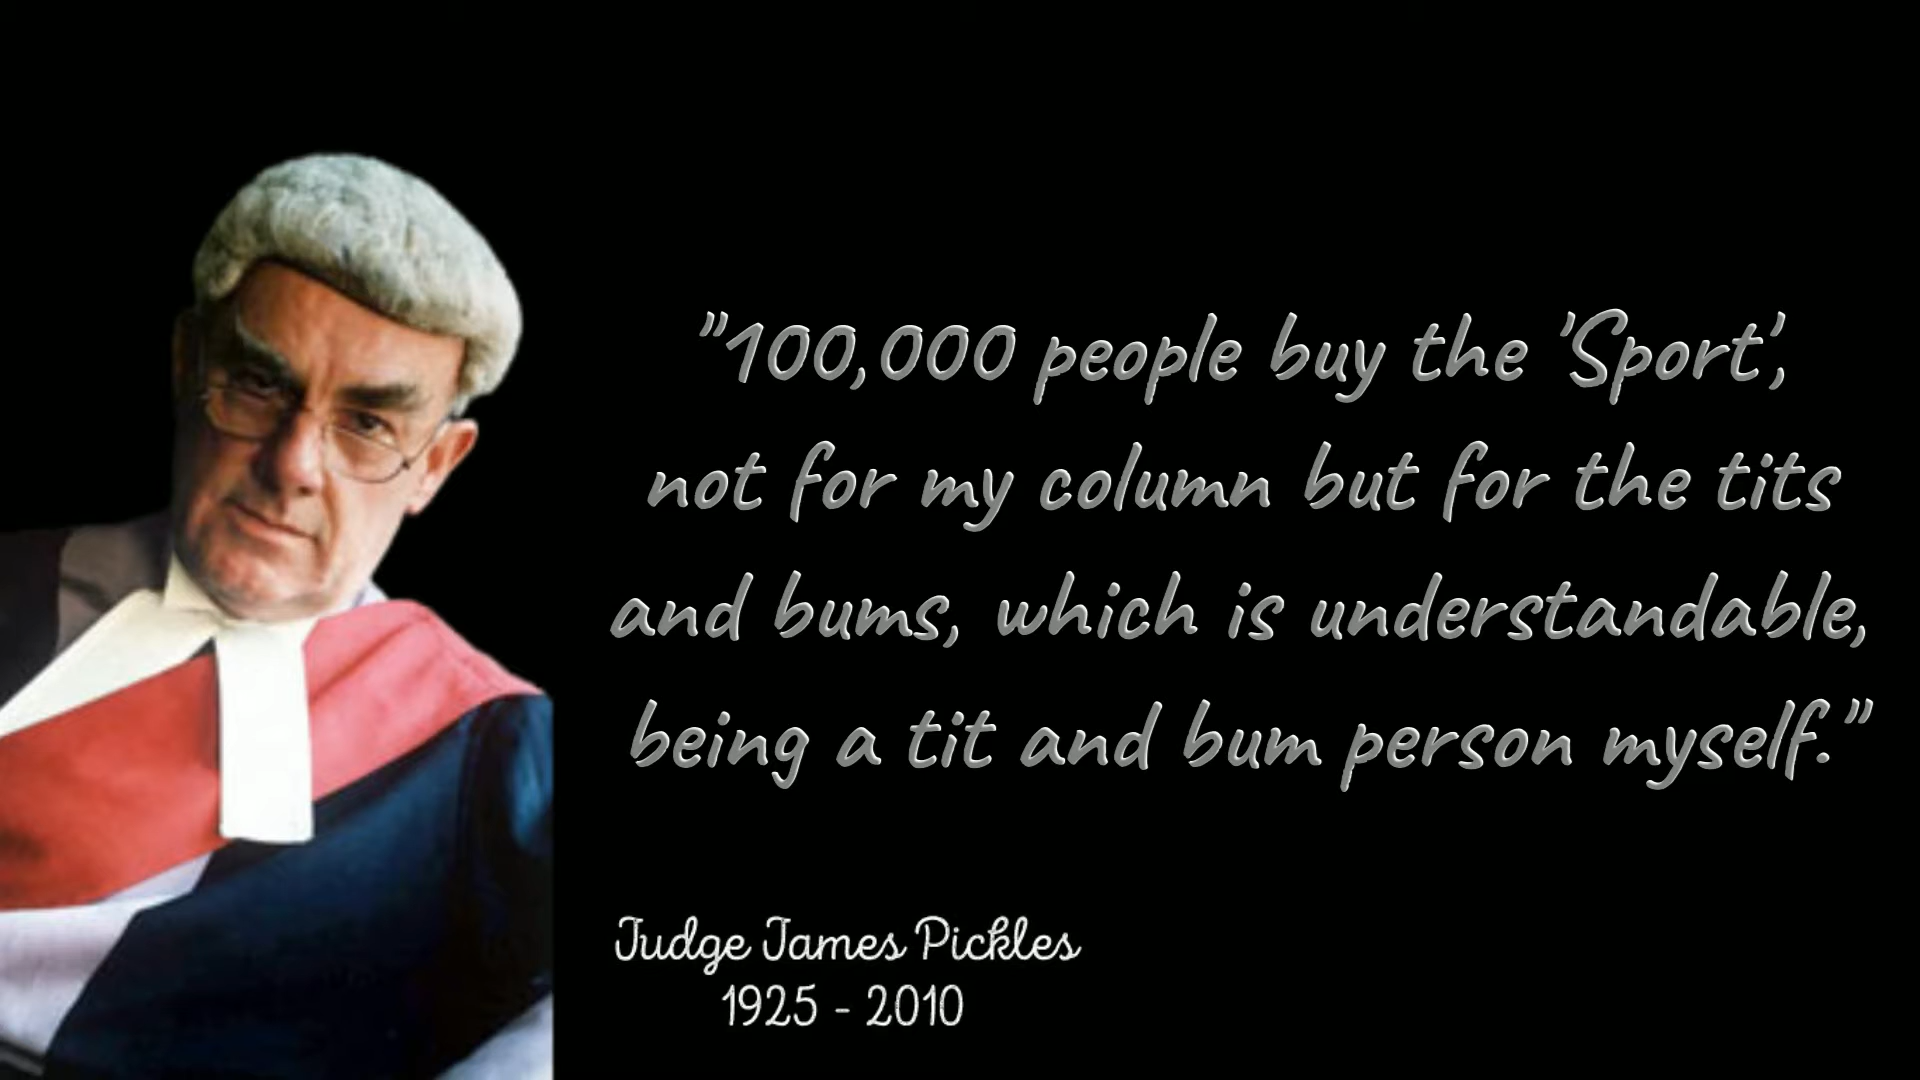 "100,000 people buy the 'Sport',
not for my column but for the tits
and bums, which is understandable,
being a tit and bum person myself."
Judge James Pickles
1925 - 2010